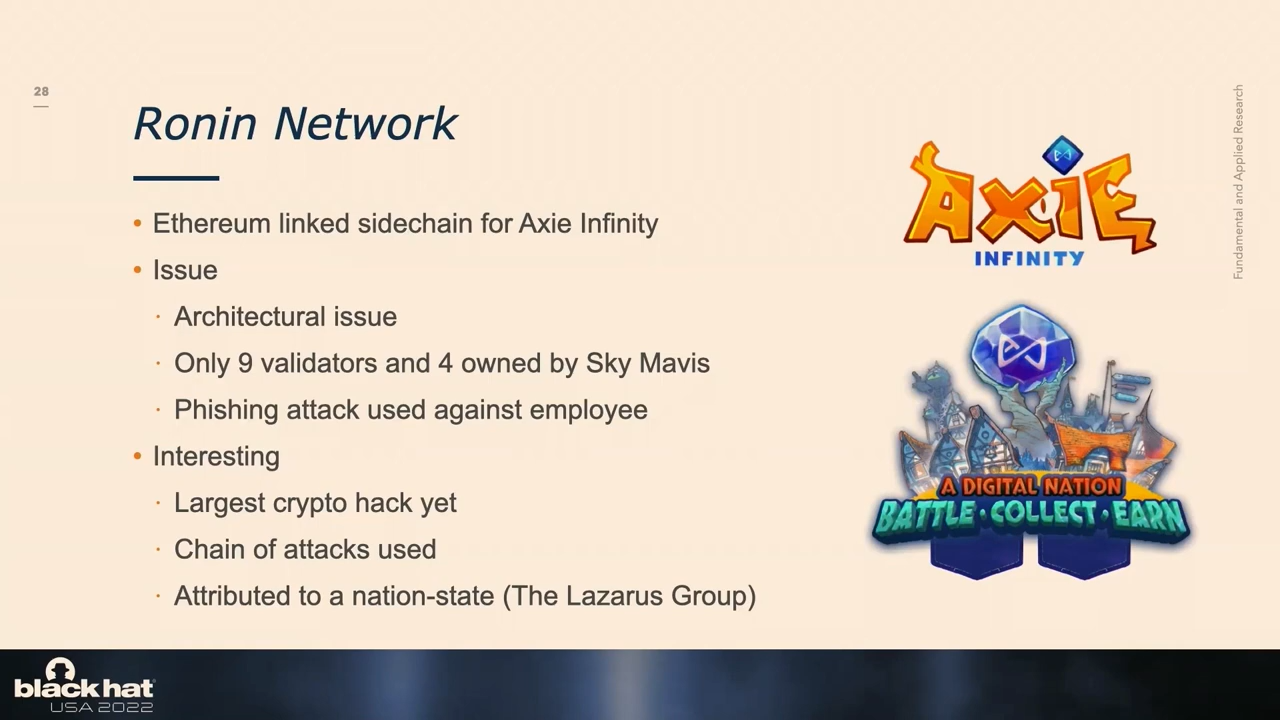 28
Ronin Network
• Ethereum linked sidechain for Axie Infinity
• Issue
· Architectural issue
· Only 9 validators and 4 owned by Sky Mavis
· Phishing attack used against employee
• Interesting
· Largest crypto hack yet
· Chain of attacks used
· Attributed to a nation-state (The Lazarus Group)
AXIE
INFINITY
A DIGITAL NATION
BATTLE · COLLECT · EARN
Fundamental and Applied Research
black hat
USA 2022